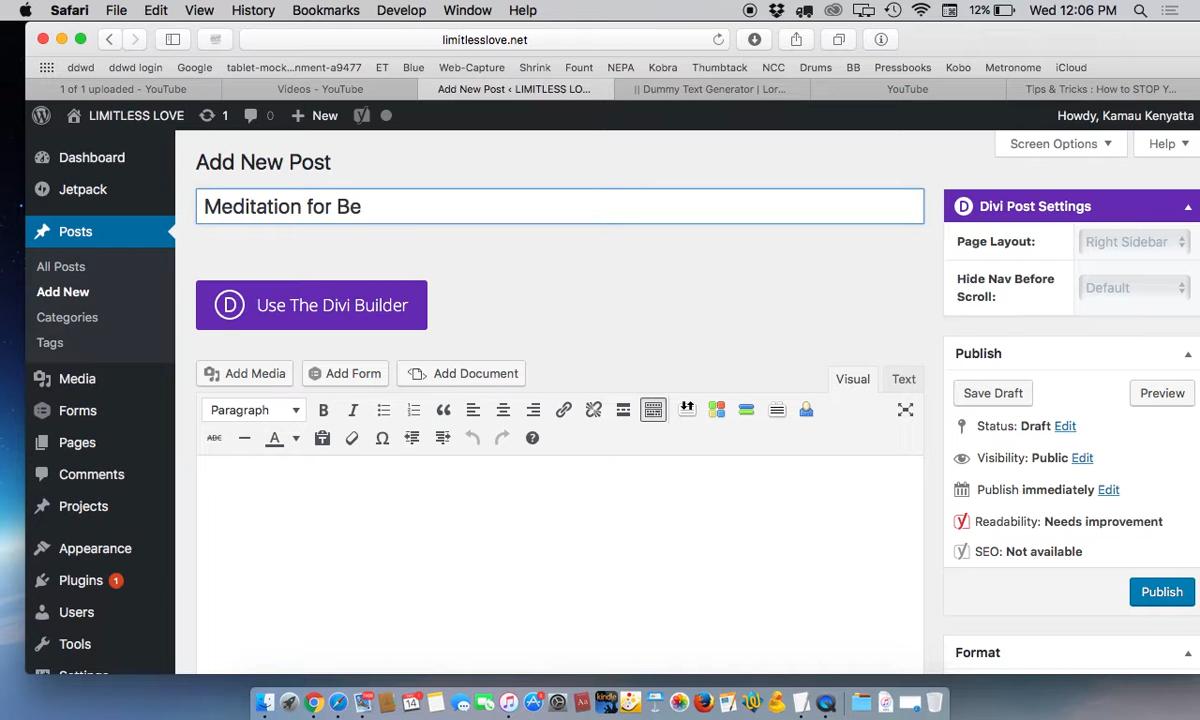 Safari File Edit View History Bookmarks Develop Window Help 12% Wed 12:06 PM
limitlesslove.net
ddwd ddwd login Google tablet-mock...nment-a9477 ET Blue Web-Capture Shrink Fount NEPA Kobra Thumbtack NCC Drums BB Pressbooks Kobo Metronome iCloud
1 of 1 uploaded - YouTube Videos - YouTube Add New Post ‹ LIMITLESS LO... || Dummy Text Generator | Lor... YouTube Tips & Tricks : How to STOP Y...
LIMITLESS LOVE 1 0 + New Howdy, Kamau Kenyatta
Screen Options Help
Dashboard
Jetpack
Posts
All Posts
Add New
Categories
Tags
Media
Forms
Pages
Comments
Projects
Appearance
Plugins 1
Users
Tools
Add New Post
Meditation for Be
D Use The Divi Builder
Add Media Add Form Add Document Visual Text
Paragraph B I
ABC A Ω ?
D Divi Post Settings
Page Layout: Right Sidebar
Hide Nav Before
Scroll: Default
Publish
Save Draft Preview
Status: Draft Edit
Visibility: Public Edit
Publish immediately Edit
Readability: Needs improvement
SEO: Not available
Publish
Format